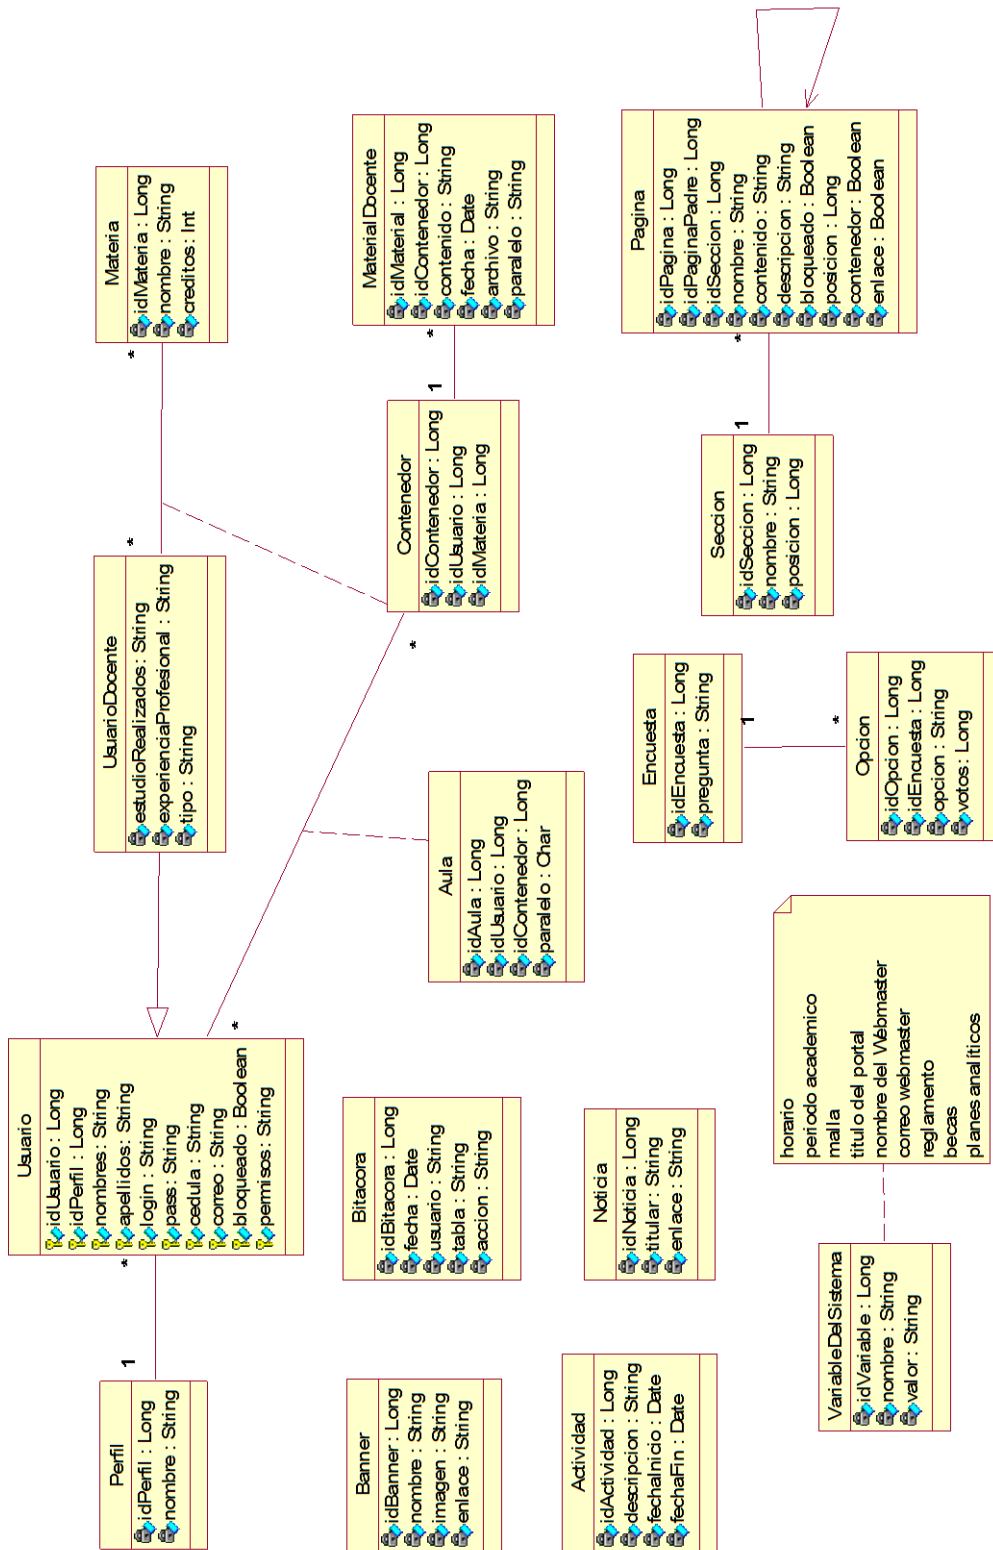 Perfil
idPerfil : Long
nombre : String
1
*
Usuario
idUsuario : Long
idPerfil : Long
nombres : String
apellidos : String
login : String
pass : String
cedula : String
correo : String
bloqueado : Boolean
permisos : String
*
UsuarioDocente
estudioRealizados : String
experienciaProfesional : String
tipo : String
*
*
Materia
idMateria : Long
nombre : String
creditos : Int
Banner
idBanner : Long
nombre : String
imagen : String
enlace : String
Bitacora
idBitacora : Long
fecha : Date
usuario : String
tabla : String
accion : String
Aula
idAula : Long
idUsuario : Long
idContenedor : Long
paralelo : Char
*
Contenedor
idContenedor : Long
idUsuario : Long
idMateria : Long
1
*
MaterialDocente
idMaterial : Long
idContenedor : Long
contenido : String
fecha : Date
archivo : String
paralelo : String
Actividad
idActividad : Long
descripcion : String
fechaInicio : Date
fechaFin : Date
Noticia
idNoticia : Long
titular : String
enlace : String
Encuesta
idEncuesta : Long
pregunta : String
1
*
Opcion
idOpcion : Long
idEncuesta : Long
opcion : String
votos : Long
Seccion
idSeccion : Long
nombre : String
posicion : Long
1
*
Pagina
idPagina : Long
idPaginaPadre : Long
idSeccion : Long
nombre : String
contenido : String
descripcion : String
bloqueado : Boolean
posicion : Long
contenedor : Boolean
enlace : Boolean
VariableDelSistema
idVariable : Long
nombre : String
valor : String
horario
periodo academico
malla
titulo del portal
nombre del Webmaster
correo webmaster
reglamento
becas
planes analíticos